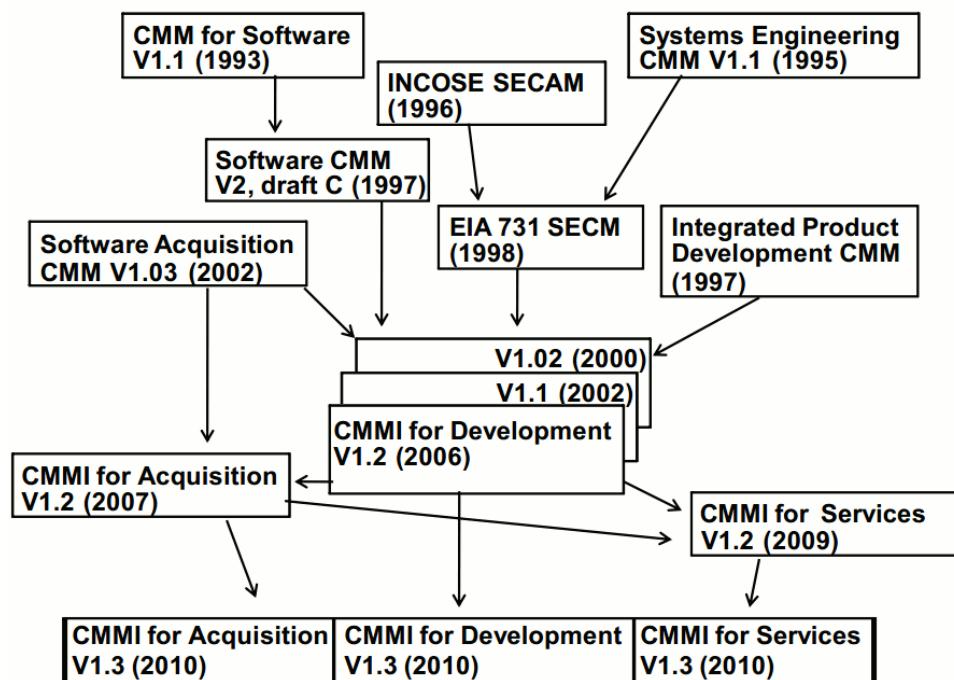 CMM for Software
V1.1 (1993)
Systems Engineering
CMM V1.1 (1995)
INCOSE SECAM
(1996)
Software CMM
V2, draft C (1997)
EIA 731 SECM
(1998)
Integrated Product
Development CMM
(1997)
Software Acquisition
CMM V1.03 (2002)
V1.02 (2000)
V1.1 (2002)
CMMI for Development
V1.2 (2006)
CMMI for Acquisition
V1.2 (2007)
CMMI for Services
V1.2 (2009)
CMMI for Acquisition
V1.3 (2010)
CMMI for Development
V1.3 (2010)
CMMI for Services
V1.3 (2010)